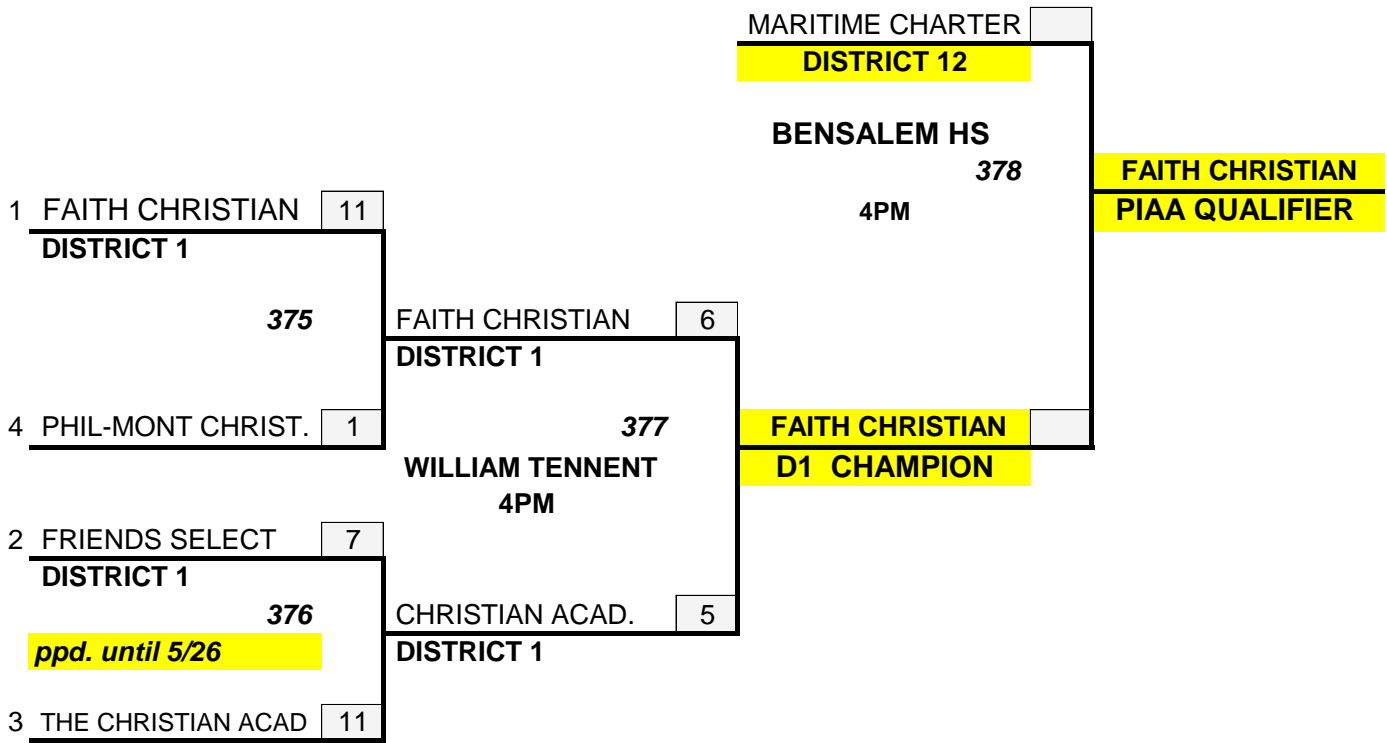 MARITIME CHARTER
DISTRICT 12
BENSALEM HS
378
4PM
FAITH CHRISTIAN
PIAA QUALIFIER
1 FAITH CHRISTIAN 11
DISTRICT 1
375
4 PHIL-MONT CHRIST. 1
FAITH CHRISTIAN 6
DISTRICT 1
377
WILLIAM TENNENT
4PM
FAITH CHRISTIAN
D1 CHAMPION
2 FRIENDS SELECT 7
DISTRICT 1
376
ppd. until 5/26
3 THE CHRISTIAN ACAD 11
CHRISTIAN ACAD. 5
DISTRICT 1